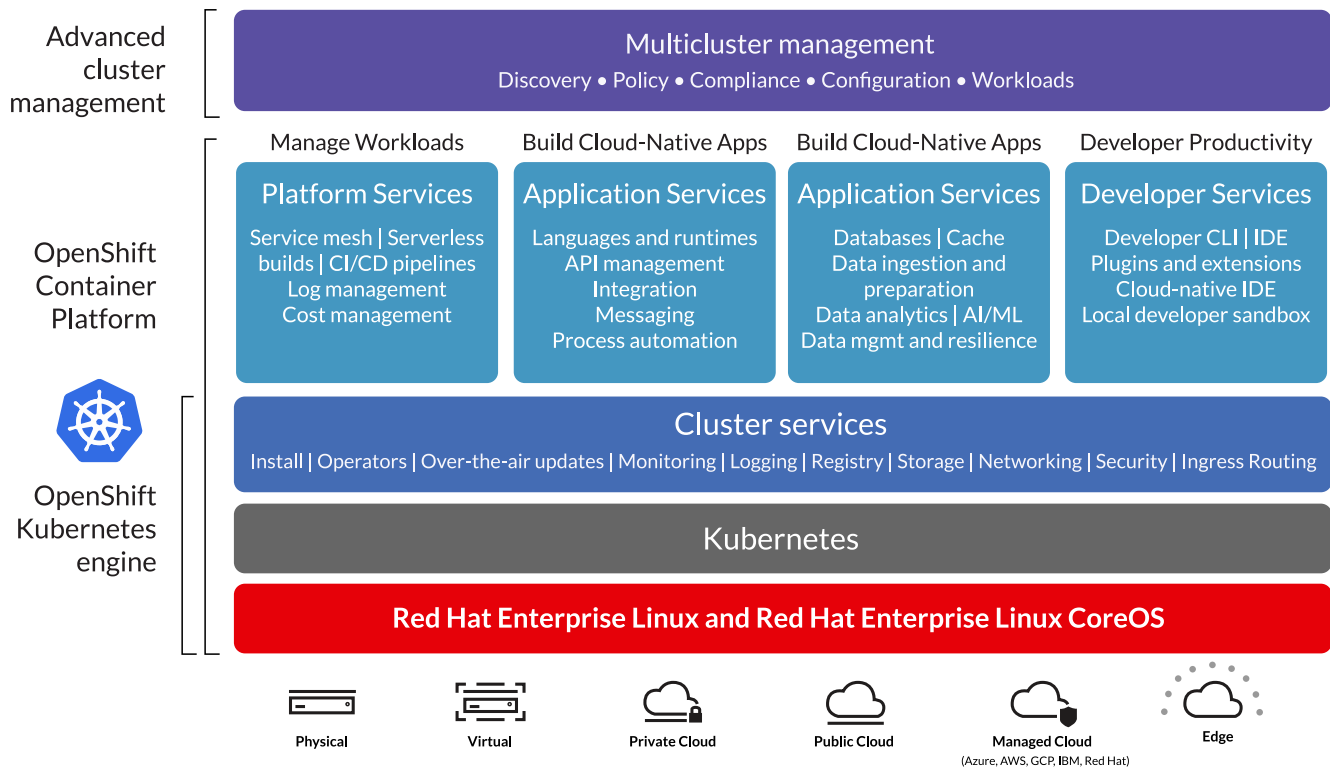 Advanced
cluster
management
Multicluster management
Discovery • Policy • Compliance • Configuration • Workloads
OpenShift
Container
Platform
Manage Workloads
Platform Services
Service mesh | Serverless
builds | CI/CD pipelines
Log management
Cost management
Build Cloud-Native Apps
Application Services
Languages and runtimes
API management
Integration
Messaging
Process automation
Build Cloud-Native Apps
Application Services
Databases | Cache
Data ingestion and
preparation
Data analytics | AI/ML
Data mgmt and resilience
Developer Productivity
Developer Services
Developer CLI | IDE
Plugins and extensions
Cloud-native IDE
Local developer sandbox
OpenShift
Kubernetes
engine
Cluster services
Install | Operators | Over-the-air updates | Monitoring | Logging | Registry | Storage | Networking | Security | Ingress Routing
Kubernetes
Red Hat Enterprise Linux and Red Hat Enterprise Linux CoreOS
Physical
Virtual
Private Cloud
Public Cloud
Managed Cloud
(Azure, AWS, GCP, IBM, Red Hat)
Edge